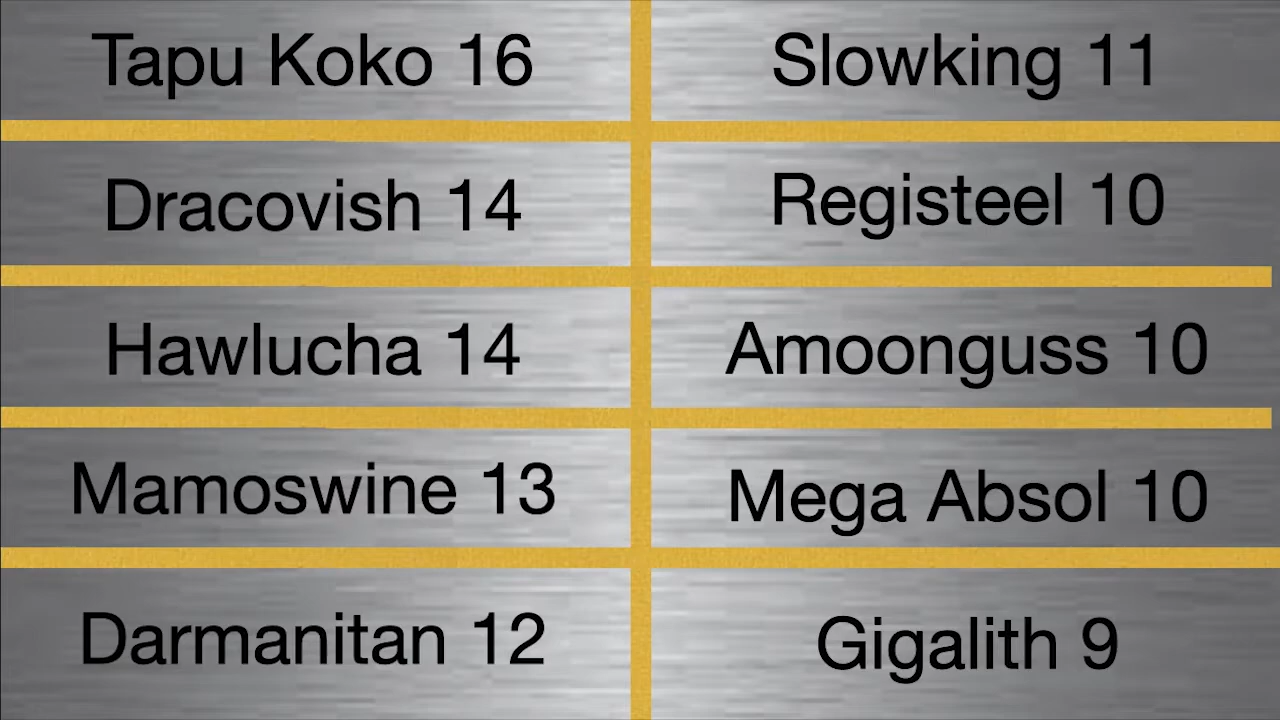 Tapu Koko 16
Slowking 11
Dracovish 14
Registeel 10
Hawlucha 14
Amoonguss 10
Mamoswine 13
Mega Absol 10
Darmanitan 12
Gigalith 9